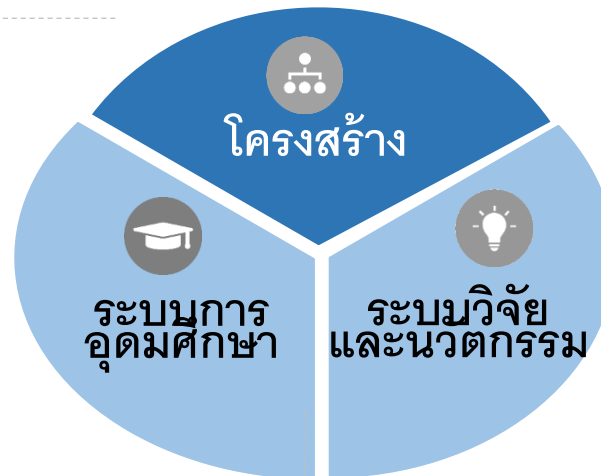 โครงสร้าง
ระบบการ
อุดมศึกษา
ระบบวิจัย
และนวัตกรรม